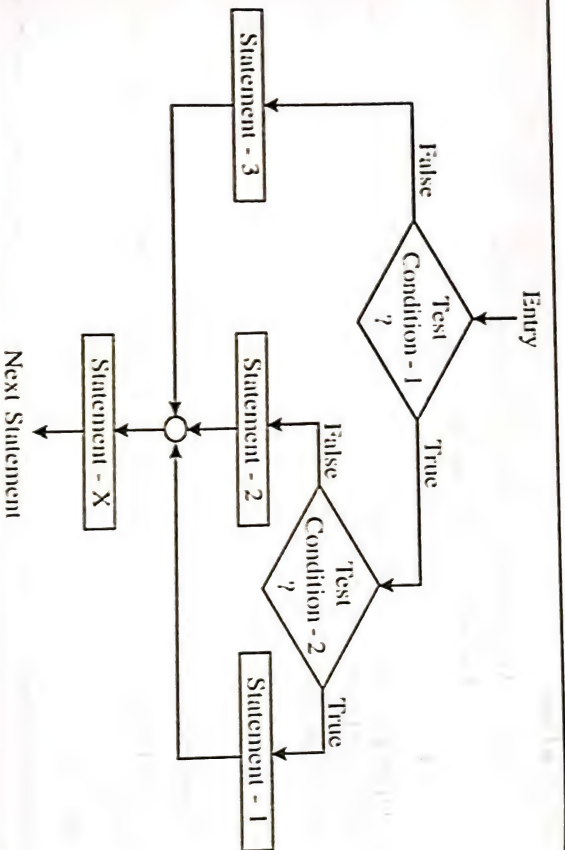 Entry
Test
Condition - 1
?
False
True
Test
Condition - 2
?
False
True
Statement - 3
Statement - 2
Statement - 1
Statement - X
Next Statement